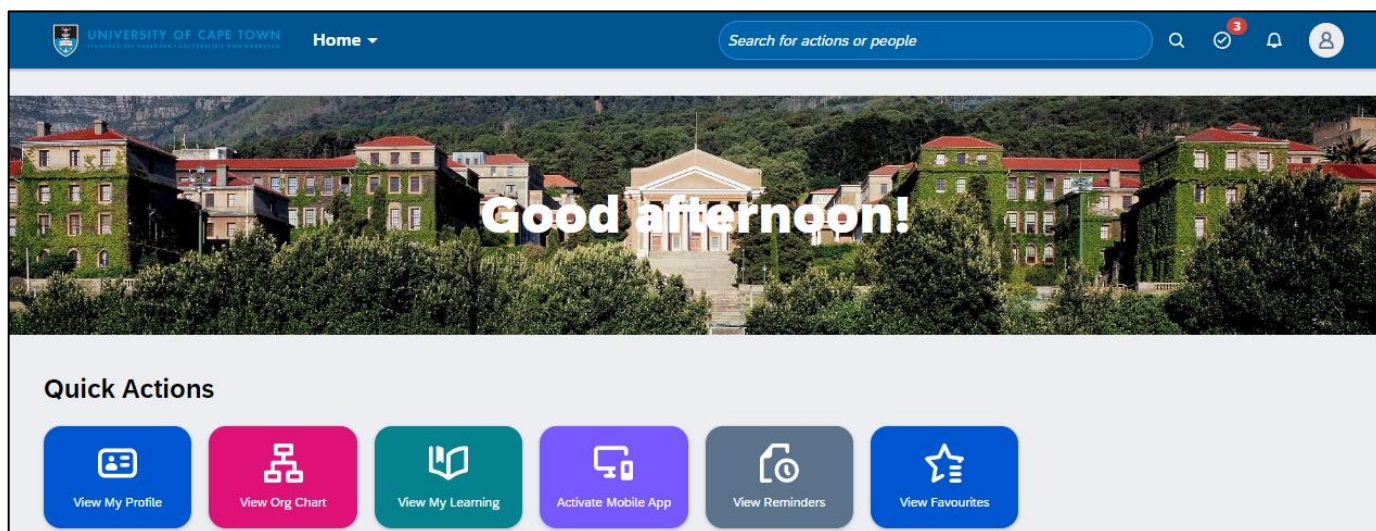 UNIVERSITY OF CAPE TOWN
Home
Search for actions or people
3
Good afternoon!
Quick Actions
View My Profile
View Org Chart
View My Learning
Activate Mobile App
View Reminders
View Favourites